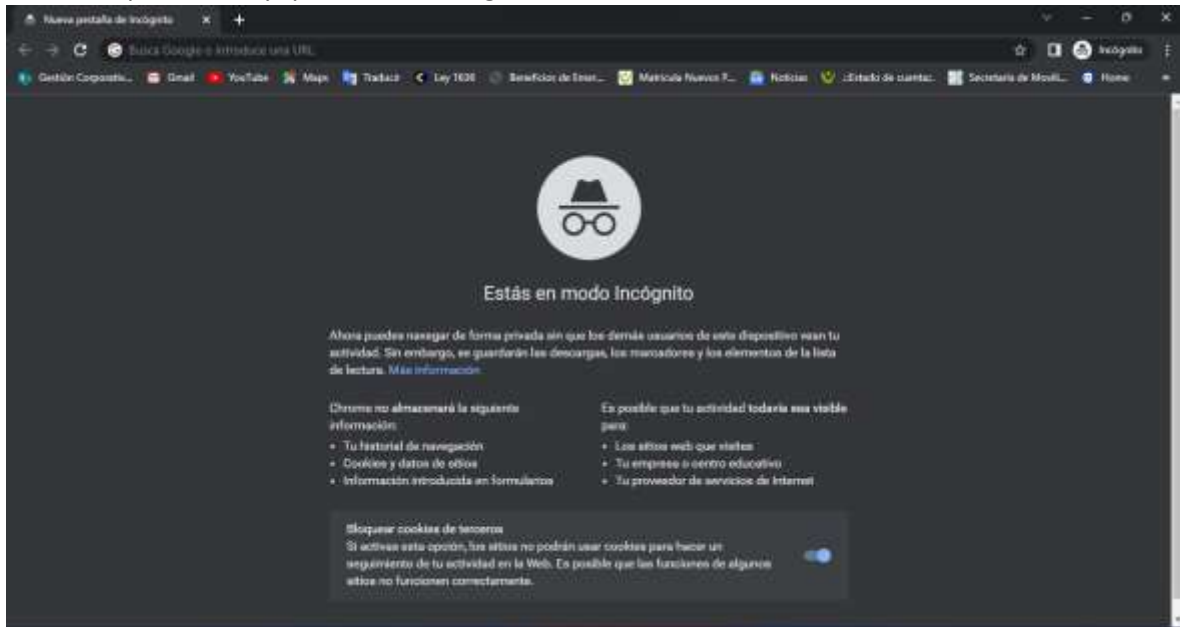 Nueva pestaña de Incógnito
Busca Google o introduce una URL
Incógnito
Gestión Corporativ... Gmail YouTube Maps Traducir Ley 1630 Beneficios de Ener... Matricula Nuevos P... Noticias Estado de cuentas: Secretaria de Movili... Home
Estás en modo Incógnito
Ahora puedes navegar de forma privada sin que los demás usuarios de este dispositivo vean tu
actividad. Sin embargo, se guardarán las descargas, los marcadores y los elementos de la lista
de lectura. Más información
Chrome no almacenará la siguiente
información:
• Tu historial de navegación
• Cookies y datos de sitios
• Información introducida en formularios
Es posible que tu actividad todavía sea visible
para:
• Los sitios web que visites
• Tu empresa o centro educativo
• Tu proveedor de servicios de Internet
Bloquear cookies de terceros
Si activas esta opción, los sitios no podrán usar cookies para hacer un
seguimiento de tu actividad en la Web. Es posible que las funciones de algunos
sitios no funcionen correctamente.